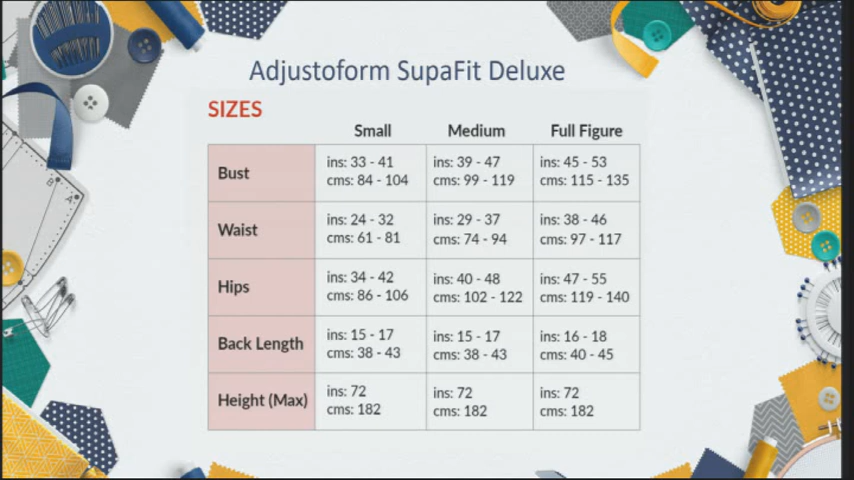 Adjustoform SupaFit Deluxe
SIZES
Small Medium Full Figure
Bust
ins: 33 - 41
cms: 84 - 104
ins: 39 - 47
cms: 99 - 119
ins: 45 - 53
cms: 115 - 135
Waist
ins: 24 - 32
cms: 61 - 81
ins: 29 - 37
cms: 74 - 94
ins: 38 - 46
cms: 97 - 117
Hips
ins: 34 - 42
cms: 86 - 106
ins: 40 - 48
cms: 102 - 122
ins: 47 - 55
cms: 119 - 140
Back Length
ins: 15 - 17
cms: 38 - 43
ins: 15 - 17
cms: 38 - 43
ins: 16 - 18
cms: 40 - 45
Height (Max)
ins: 72
cms: 182
ins: 72
cms: 182
ins: 72
cms: 182
B
A